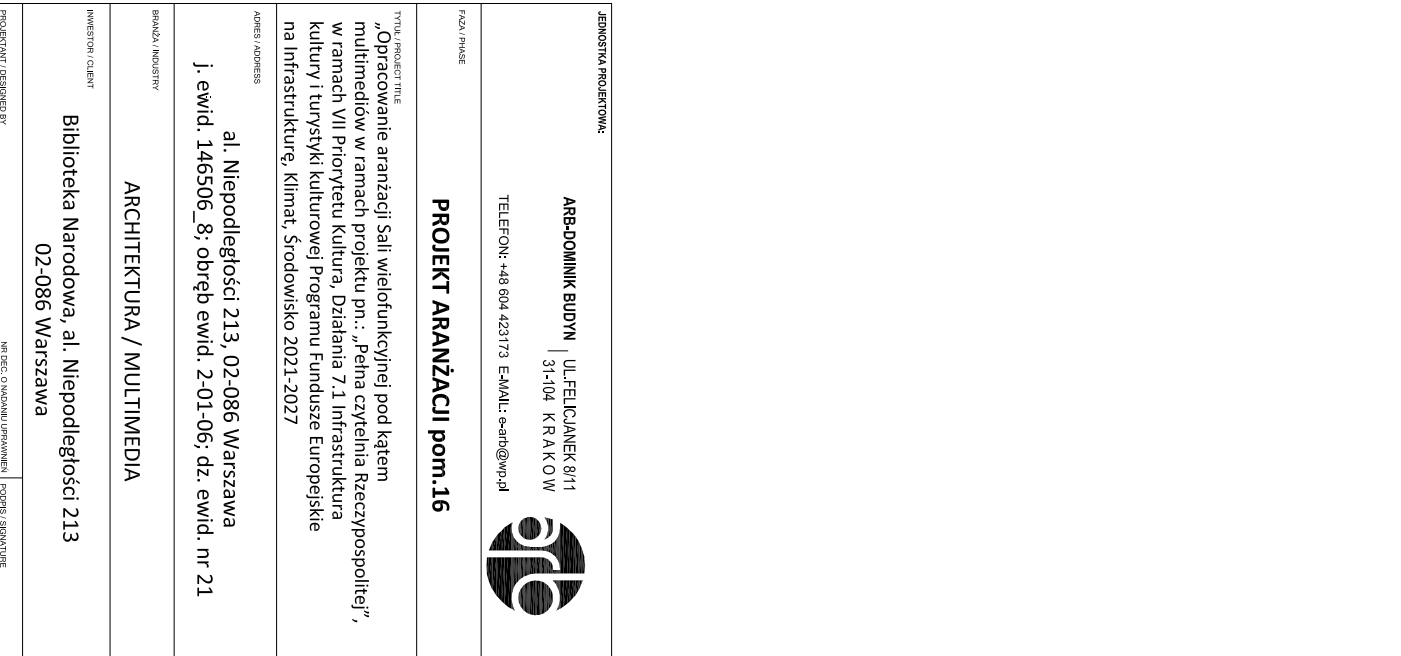 JEDNOSTKA PROJEKTOWA:
ARB-DOMINIK BUDYN | UL.FELICJANEK 8/11
31-104 K R A K O W
TELEFON: +48 604 423173 E-MAIL: e-arb@wp.pl
arb
FAZA / PHASE
PROJEKT ARANŻACJI pom.16
TYTUŁ / PROJECT TITLE
„Opracowanie aranżacji Sali wielofunkcyjnej pod kątem
multimediów w ramach projektu pn.: „Pełna czytelnia Rzeczypospolitej”,
w ramach VII Priorytetu Kultura, Działania 7.1 Infrastruktura
kultury i turystyki kulturowej Programu Fundusze Europejskie
na Infrastrukturę, Klimat, Środowisko 2021-2027
ADRES / ADDRESS
al. Niepodległości 213, 02-086 Warszawa
j. ewid. 146506_8; obręb ewid. 2-01-06; dz. ewid. nr 21
BRANŻA / INDUSTRY
ARCHITEKTURA / MULTIMEDIA
INWESTOR / CLIENT
Biblioteka Narodowa, al. Niepodległości 213
02-086 Warszawa
PROJEKTANT / DESIGNED BY
NR DEC. O NADANIU UPRAWNIEŃ
PODPIS / SIGNATURE